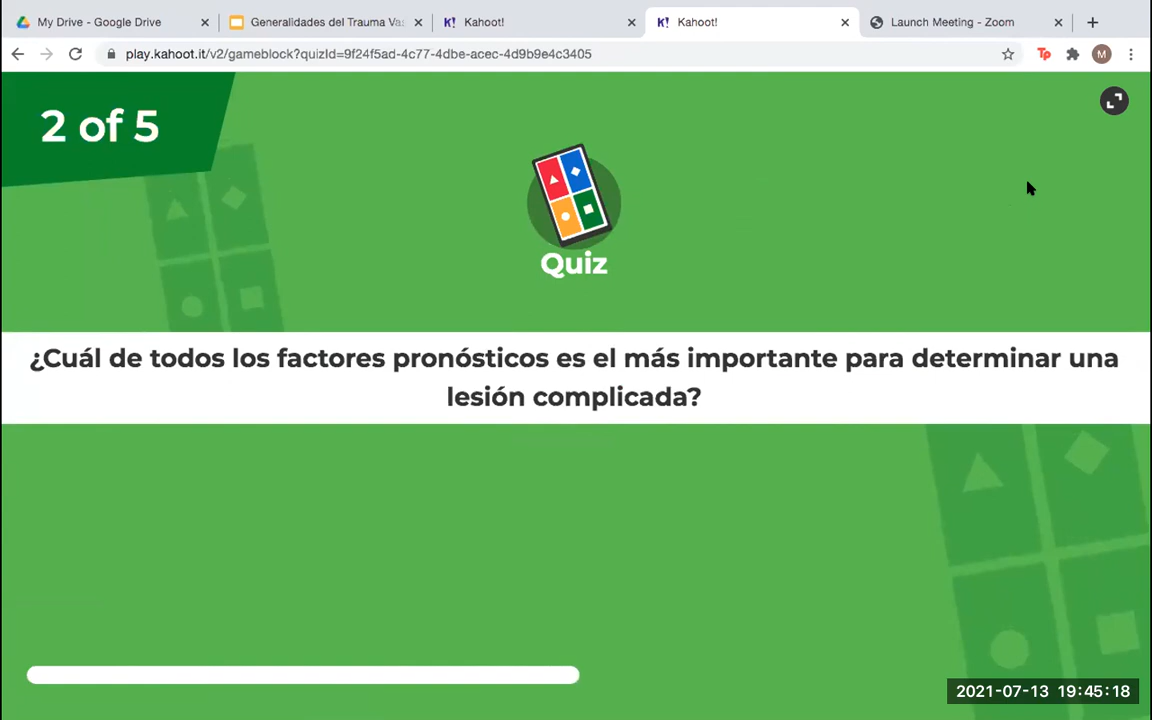 My Drive - Google Drive
Generalidades del Trauma Va
K! Kahoot!
K! Kahoot!
Launch Meeting - Zoom
play.kahoot.it/v2/gameblock?quizId=9f24f5ad-4c77-4dbe-acec-4d9b9e4c3405
Tp
M
2 of 5
Quiz
¿Cuál de todos los factores pronósticos es el más importante para determinar una
lesión complicada?
2021-07-13 19:45:18